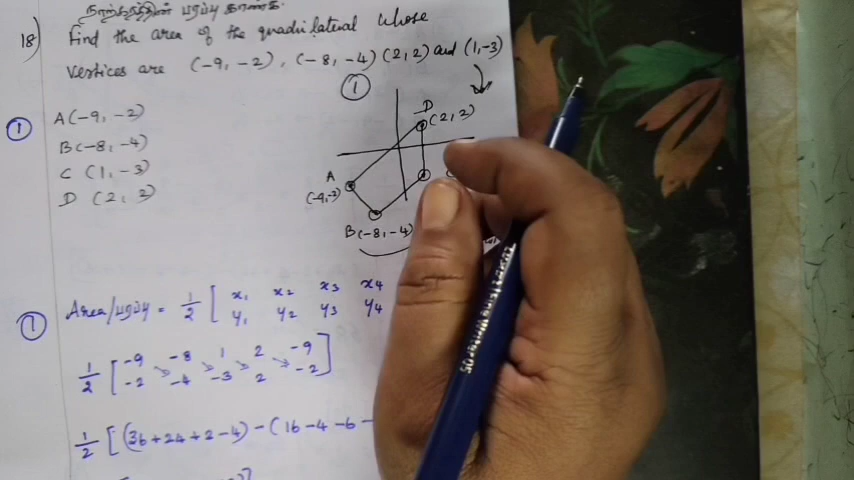 நாற்கரத்தின் பரப்பு காண்க.
18) Find the area of the quadrilateral whose
vertices are (-9, -2), (-8, -4) (2, 2) and (1, -3)
①
① A (-9, -2)
B (-8, -4)
C (1, -3)
D (2, 2)
D
(2, 2)
A
(-9, -2)
B (-8, -4)
① Area/பரப்பு = 1/2 [ x₁ x₂ x₃ x₄
y₁ y₂ y₃ y₄
1/2 [ -9 -8 1 2 -9
-2 -4 -3 2 -2 ]
1/2 [ (36 + 24 + 2 - 4) - (16 - 4 - 6 -